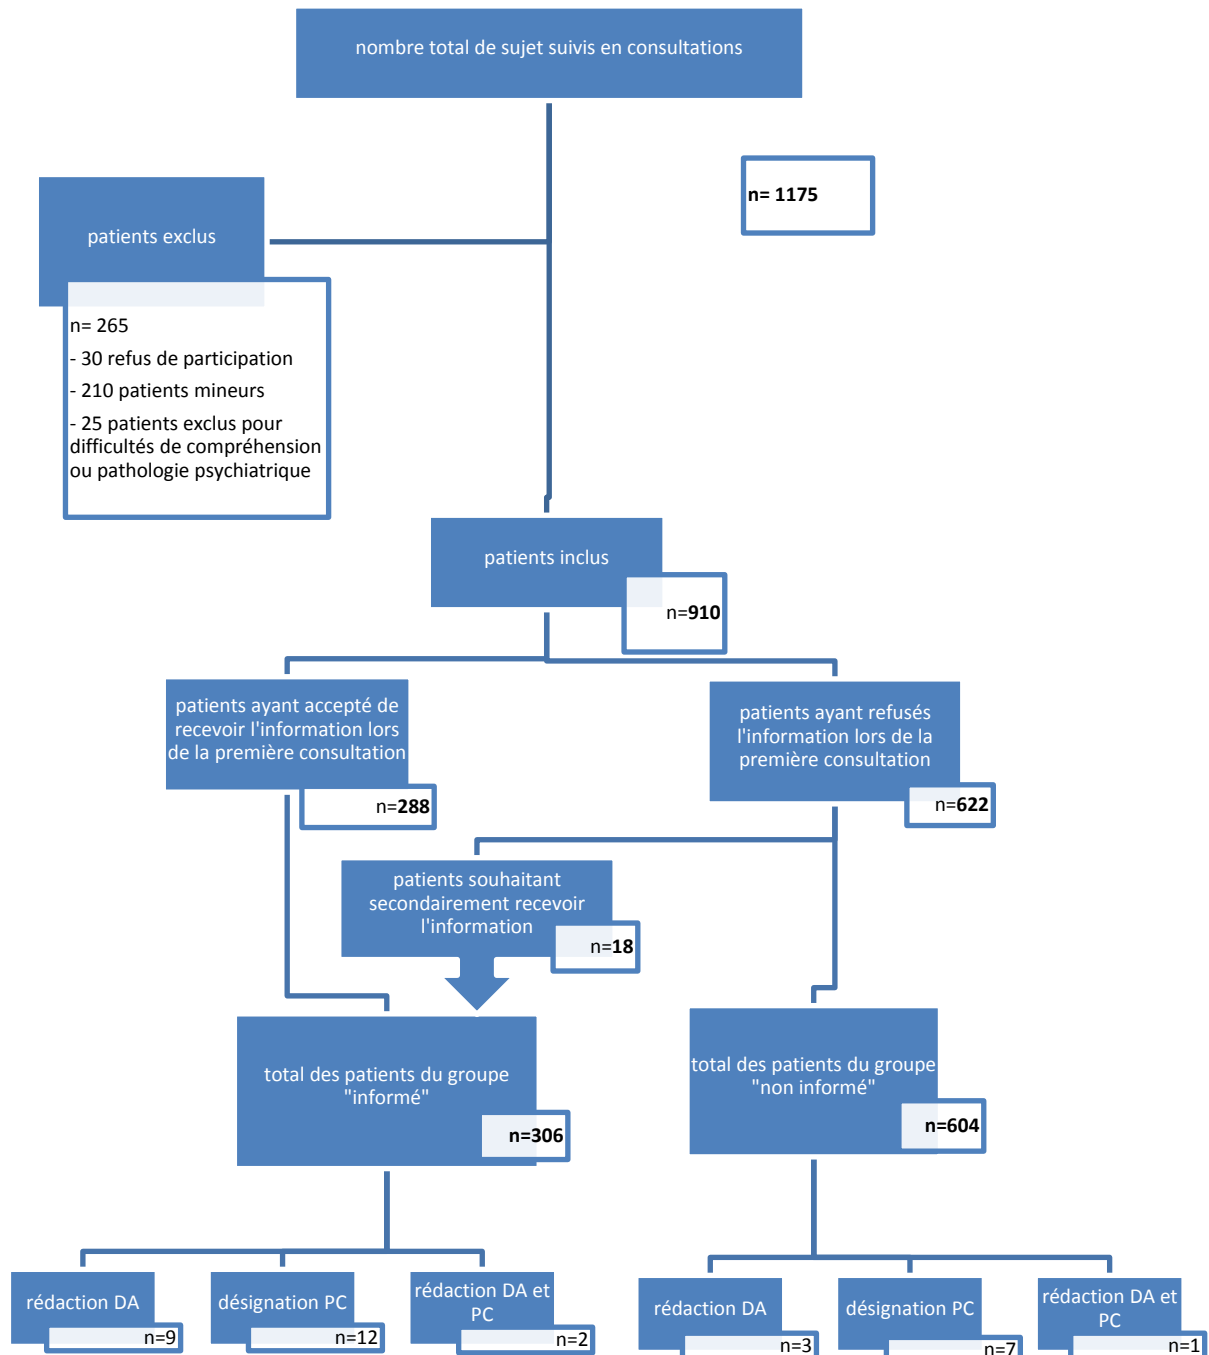 nombre total de sujet suivis en consultations
n= 1175
patients exclus
n= 265
- 30 refus de participation
- 210 patients mineurs
- 25 patients exclus pour
difficultés de compréhension
ou pathologie psychiatrique
patients inclus
n=910
patients ayant accepté de
recevoir l'information lors
de la première consultation
n=288
patients ayant refusés
l'information lors de la
première consultation
n=622
patients souhaitant
secondairement recevoir
l'information
n=18
total des patients du groupe
"informé"
n=306
total des patients du groupe
"non informé"
n=604
rédaction DA
n=9
désignation PC
n=12
rédaction DA et
PC
n=2
rédaction DA
n=3
désignation PC
n=7
rédaction DA et
PC
n=1